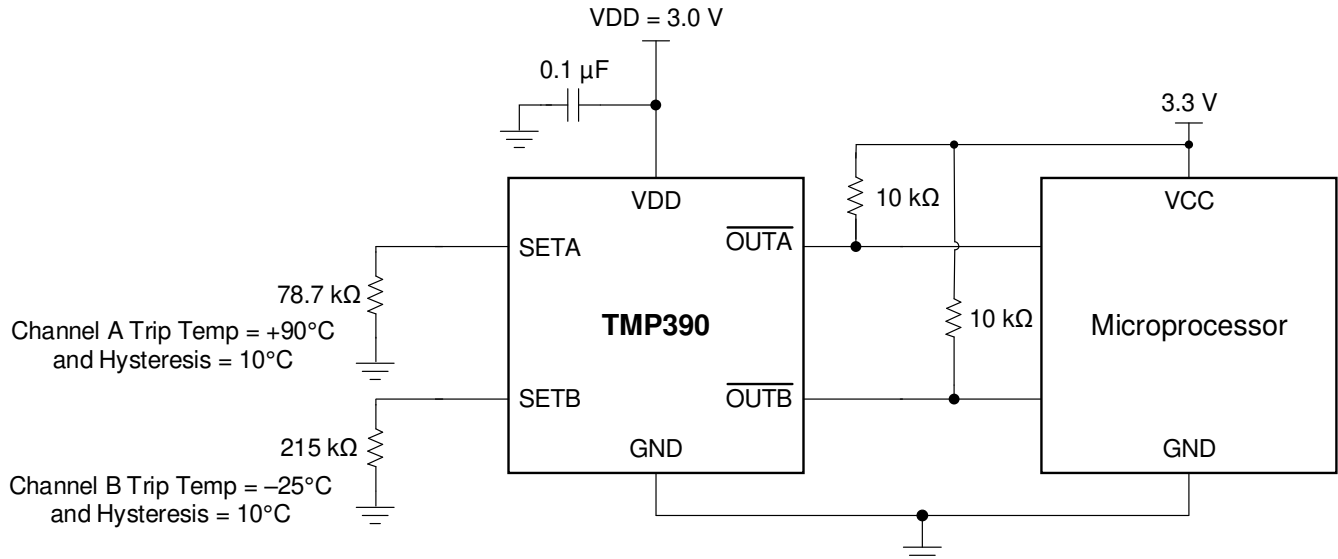 VDD = 3.0 V
0.1 µF
3.3 V
VDD
10 kΩ
VCC
SETA
OUTA
78.7 kΩ
Channel A Trip Temp = +90°C
and Hysteresis = 10°C
TMP390
10 kΩ
Microprocessor
SETB
OUTB
215 kΩ
GND
GND
Channel B Trip Temp = –25°C
and Hysteresis = 10°C